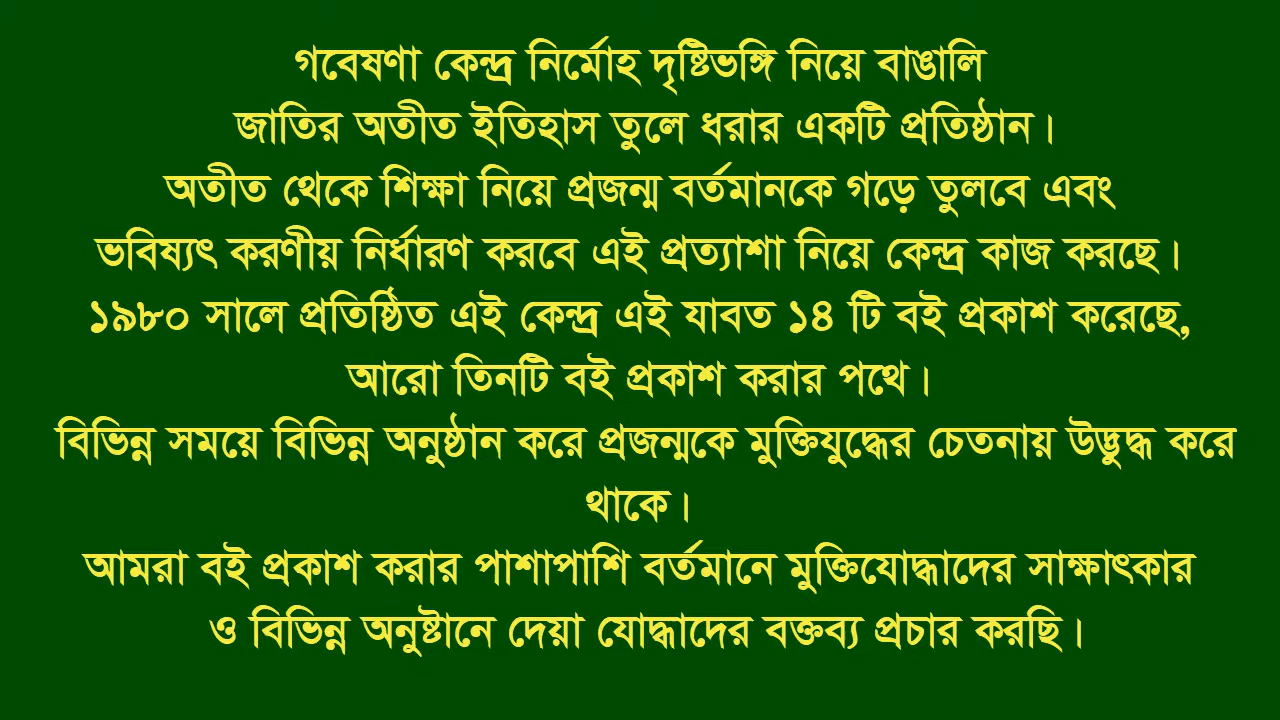 গবেষণা কেন্দ্র নির্মোহ দৃষ্টিভঙ্গি নিয়ে বাঙালি
জাতির অতীত ইতিহাস তুলে ধরার একটি প্রতিষ্ঠান।
অতীত থেকে শিক্ষা নিয়ে প্রজন্ম বর্তমানকে গড়ে তুলবে এবং
ভবিষ্যৎ করণীয় নির্ধারণ করবে এই প্রত্যাশা নিয়ে কেন্দ্র কাজ করছে।
১৯৮০ সালে প্রতিষ্ঠিত এই কেন্দ্র এই যাবত ১৪ টি বই প্রকাশ করেছে,
আরো তিনটি বই প্রকাশ করার পথে।
বিভিন্ন সময়ে বিভিন্ন অনুষ্ঠান করে প্রজন্মকে মুক্তিযুদ্ধের চেতনায় উদ্ভুদ্ধ করে
থাকে।
আমরা বই প্রকাশ করার পাশাপাশি বর্তমানে মুক্তিযোদ্ধাদের সাক্ষাৎকার
ও বিভিন্ন অনুষ্টানে দেয়া যোদ্ধাদের বক্তব্য প্রচার করছি।